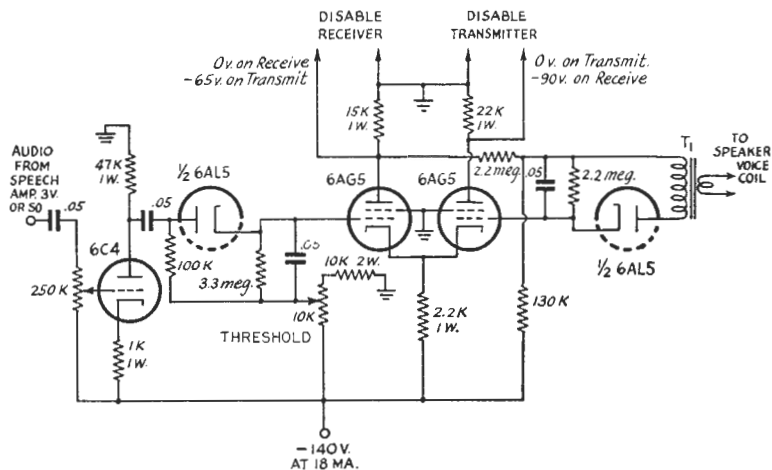 DISABLE
RECEIVER
DISABLE
TRANSMITTER
0v. on Receive
-65v. on Transmit
0v. on Transmit.
-90v. on Receive
15K
1W.
22K
1W.
AUDIO
FROM
SPEECH
AMP. 3V.
OR SO
47K
1W.
½ 6AL5
6AG5
6AG5
2.2 meg.
.05
2.2 meg.
T1
TO
SPEAKER
VOICE
COIL
.05
.05
6C4
250K
100K
3.3 meg.
.05
10K 2W.
10K
THRESHOLD
2.2K
1W.
130K
½ 6AL5
1K
1W.
-140V.
AT 18 MA.